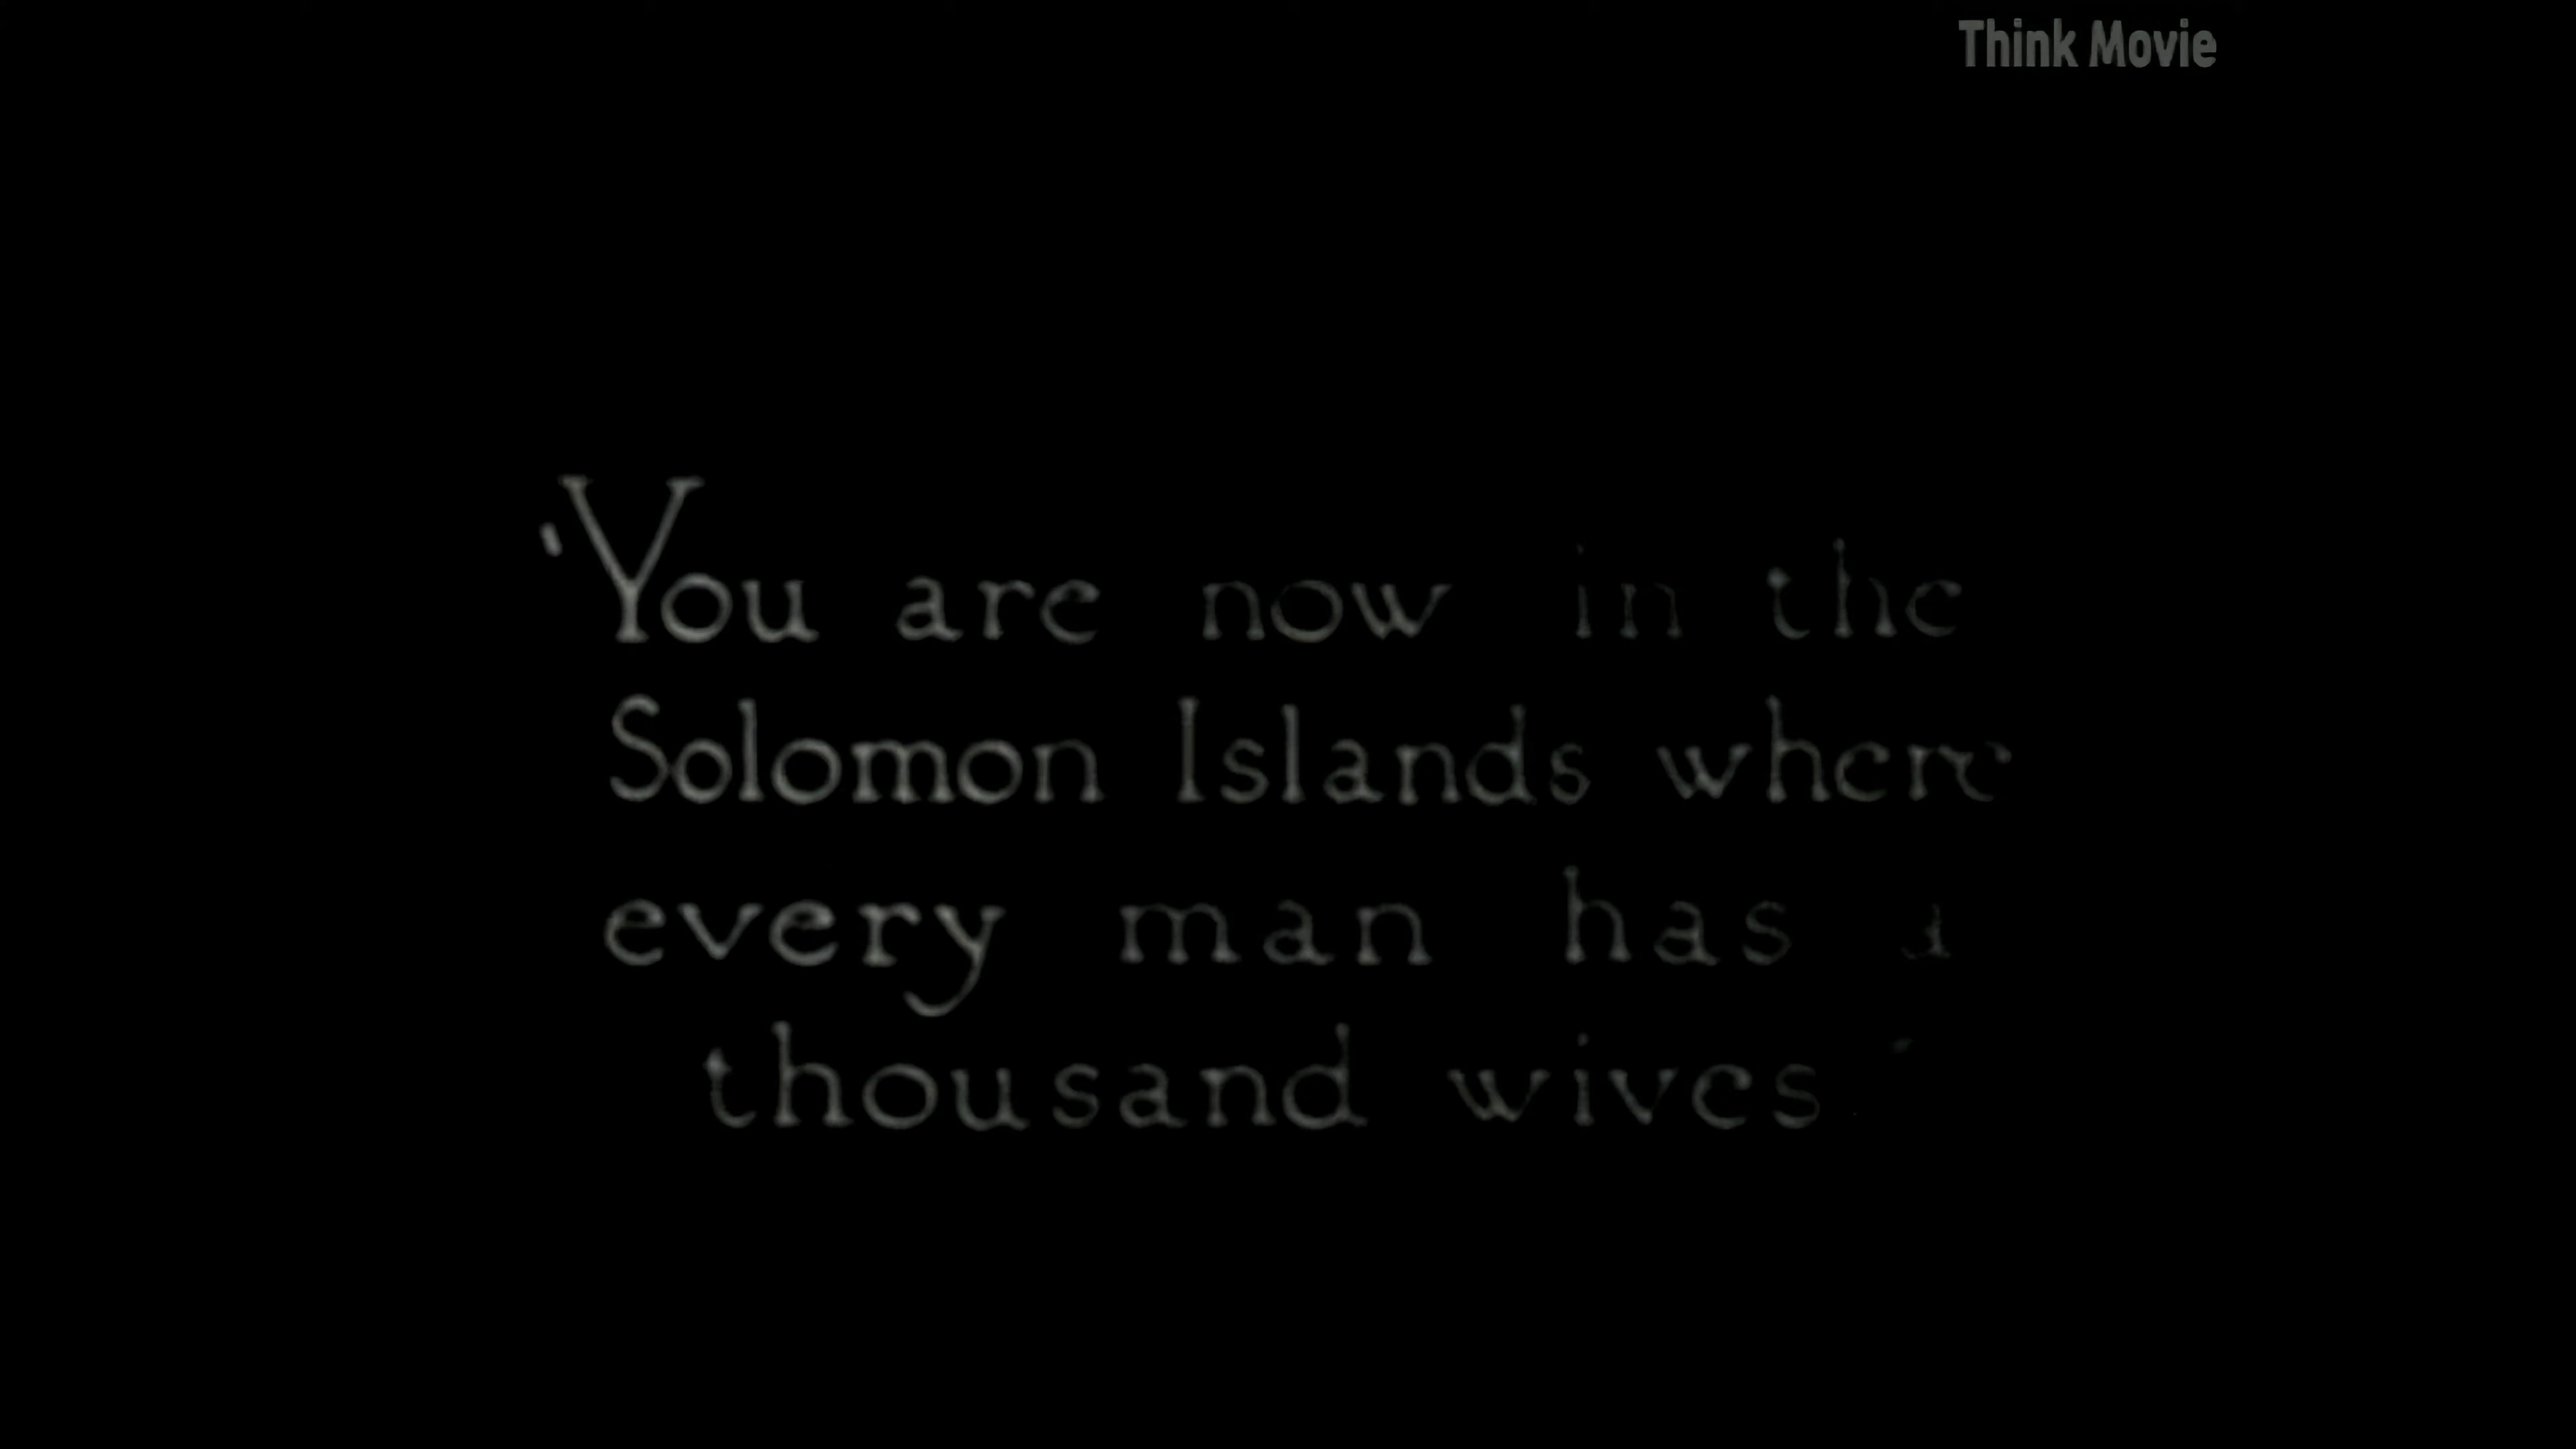 Think Movie
"You are now in the
Solomon Islands where
every man has a
thousand wives."